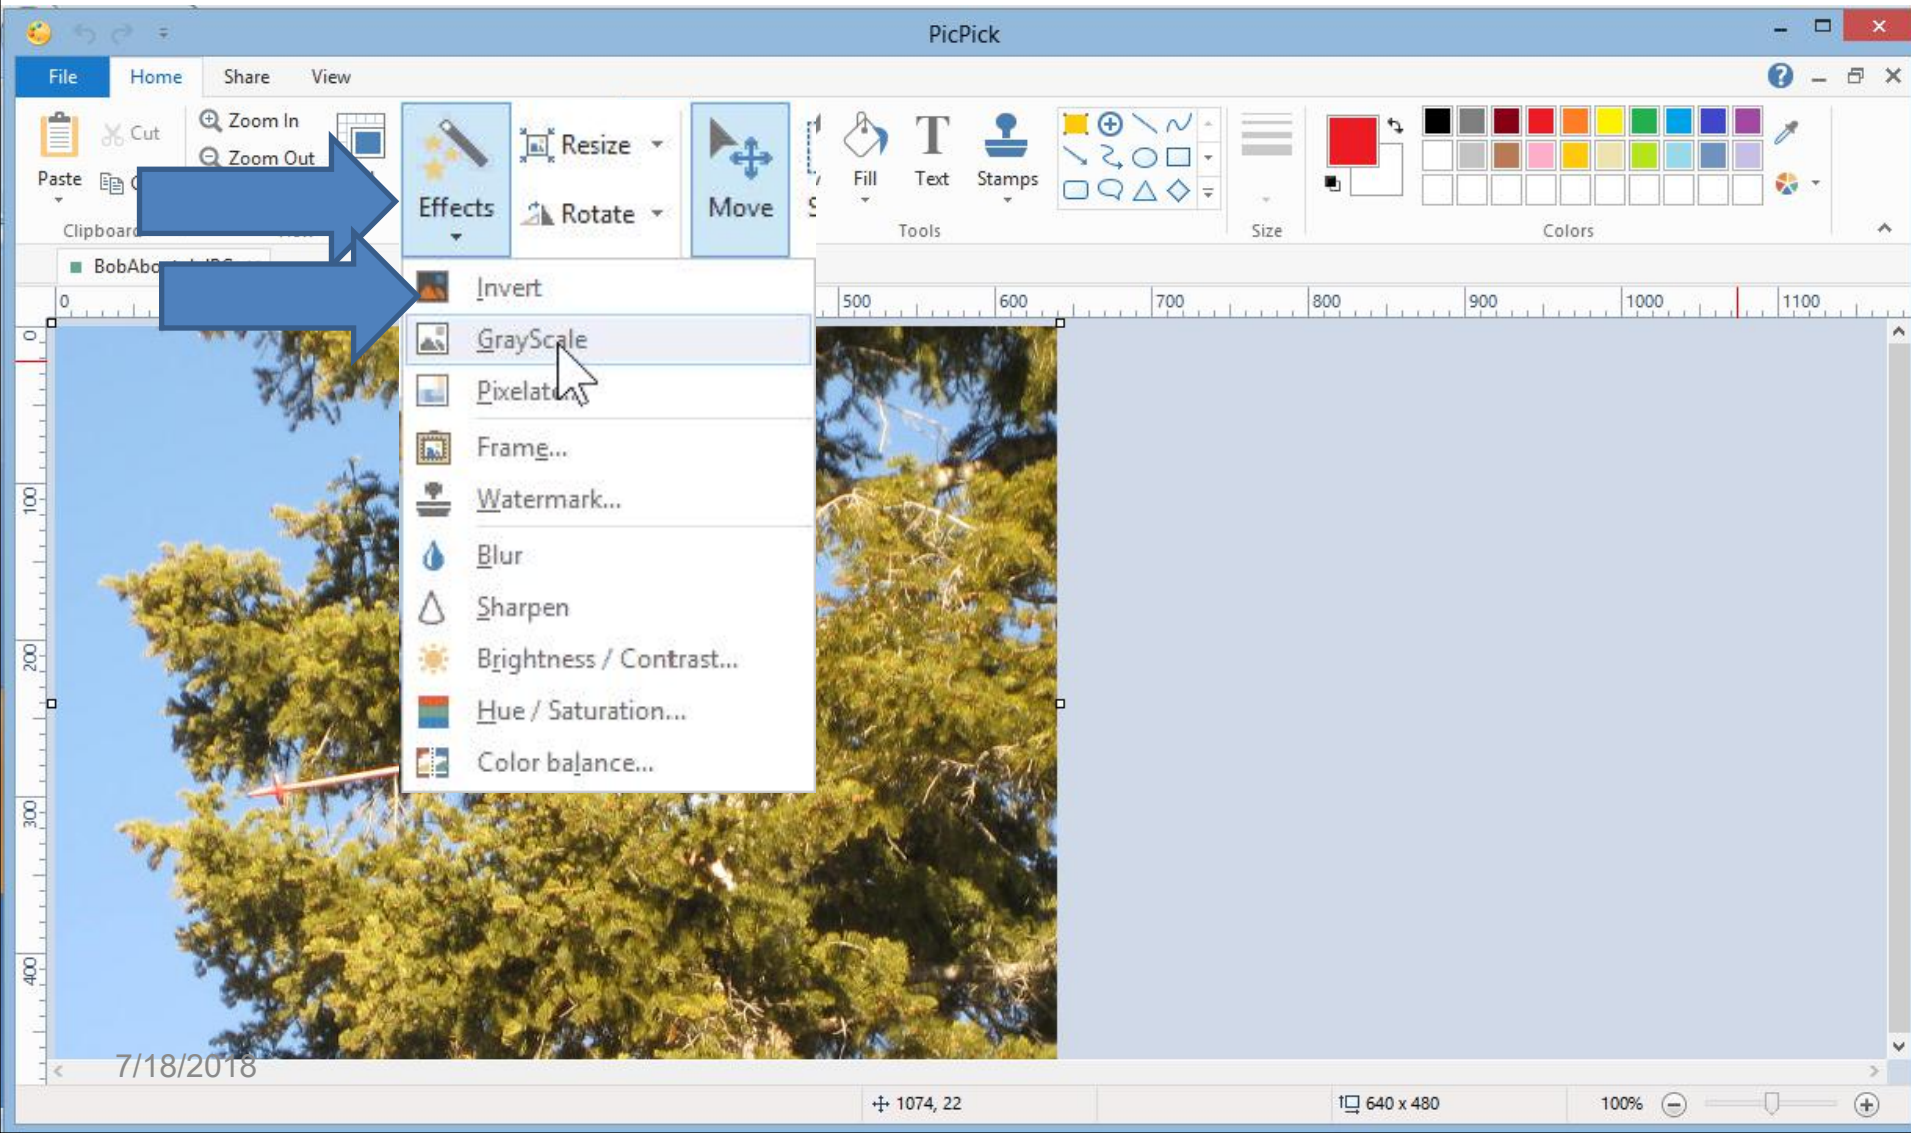 PicPick
File Home Share View
Paste
Cut
Zoom In
Zoom Out
Clipboard
Effects
Resize
Rotate
Move
Fill
Text
Stamps
Tools
Size
Colors
0 500 600 700 800 900 1000 1100
Invert
GrayScale
Pixelate
Frame...
Watermark...
Blur
Sharpen
Brightness / Contrast...
Hue / Saturation...
Color balance...
0
100
200
300
400
7/18/2018
1074, 22
640 x 480
100%